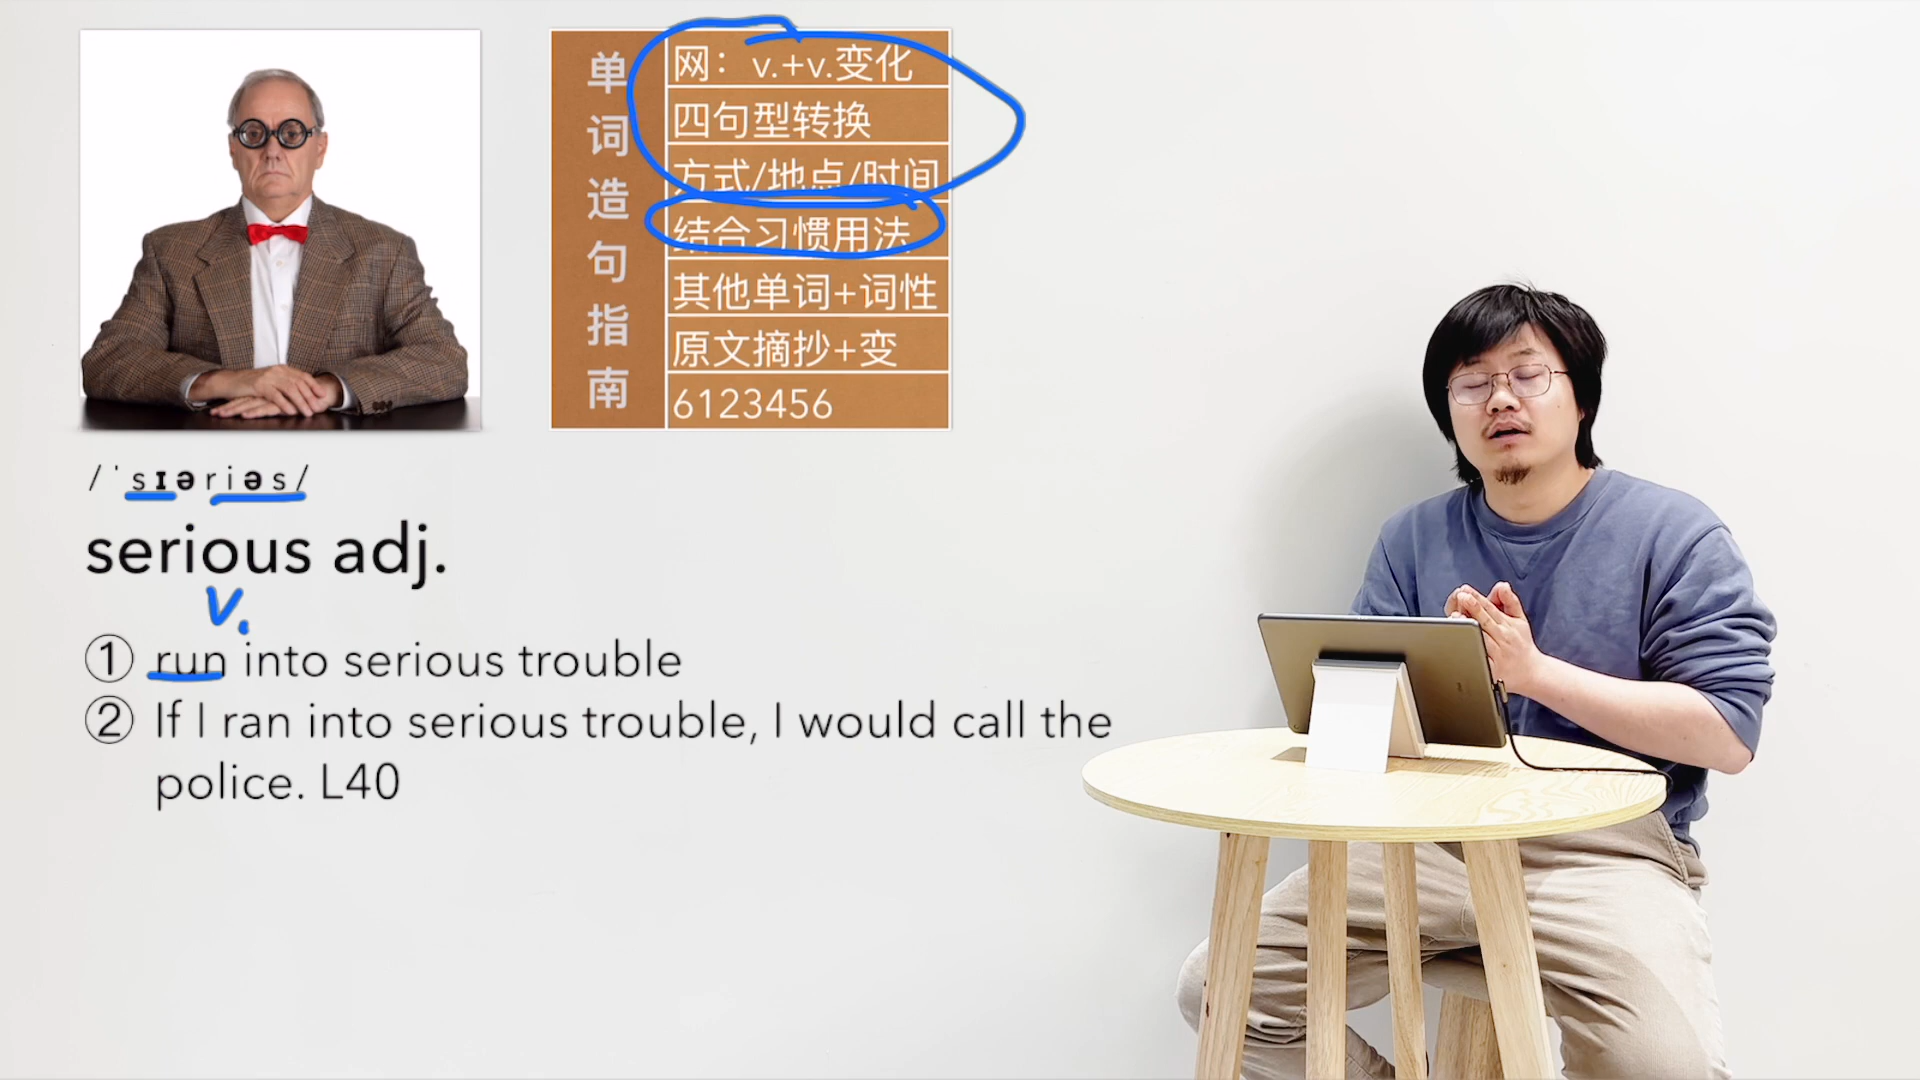 单词造句指南
网：v.+v.变化
四句型转换
方式/地点/时间
结合习惯用法
其他单词+词性
原文摘抄+变
6123456
/ˈsɪəriəs/
serious adj.
v.
① run into serious trouble
② If I ran into serious trouble, I would call the
police. L40